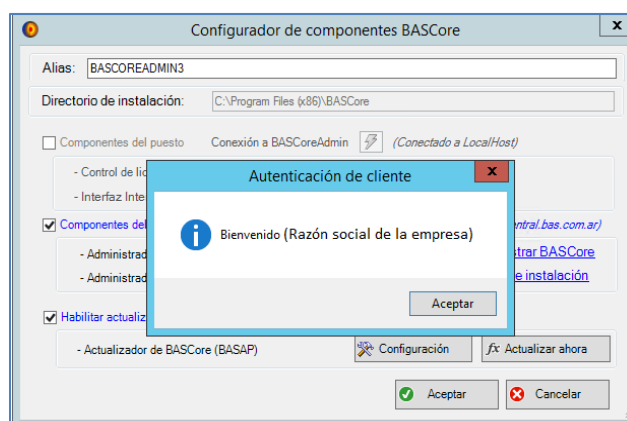 Configurador de componentes BASCore
x
Alias: BASCOREADMIN3
Directorio de instalación: C:\Program Files (x86)\BASCore
Componentes del puesto Conexión a BASCoreAdmin (Conectado a LocalHost)
- Control de lic
- Interfaz Inte
Autenticación de cliente x
Bienvenido (Razón social de la empresa)
Aceptar
Componentes del ntral.bas.com.ar)
- Administrad trar BASCore
- Administrad e instalación
Habilitar actualiz
- Actualizador de BASCore (BASAP) Configuración fx Actualizar ahora
Aceptar Cancelar